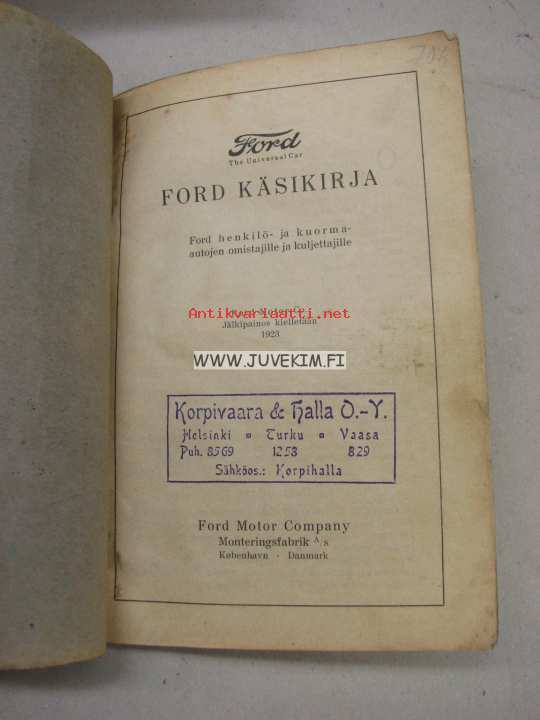 Ford
The Universal Car
FORD KÄSIKIRJA
Ford henkilö- ja kuorma-
autojen omistajille ja kuljettajille
Antikvariaatti.net
Motor Co
Jälkipainos kielletään
1923
WWW.JUVEKIM.FI
Korpivaara & Halla O.-Y.
Helsinki ¤ Turku ¤ Vaasa
Puh. 8569 1258 829
Sähköos.: Korpihalla
Ford Motor Company
Monteringsfabrik A/s
København · Danmark